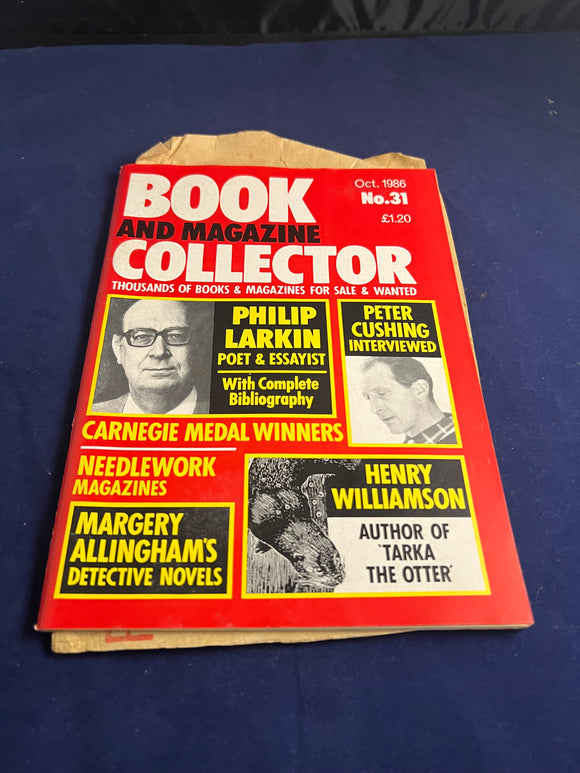 BOOK
AND MAGAZINE
COLLECTOR
Oct. 1986
No.31
£1.20
THOUSANDS OF BOOKS & MAGAZINES FOR SALE & WANTED
PHILIP
LARKIN
POET & ESSAYIST
With Complete
Bibliography
PETER
CUSHING
INTERVIEWED
CARNEGIE MEDAL WINNERS
NEEDLEWORK
MAGAZINES
MARGERY
ALLINGHAM'S
DETECTIVE NOVELS
HENRY
WILLIAMSON
AUTHOR OF
'TARKA
THE OTTER'